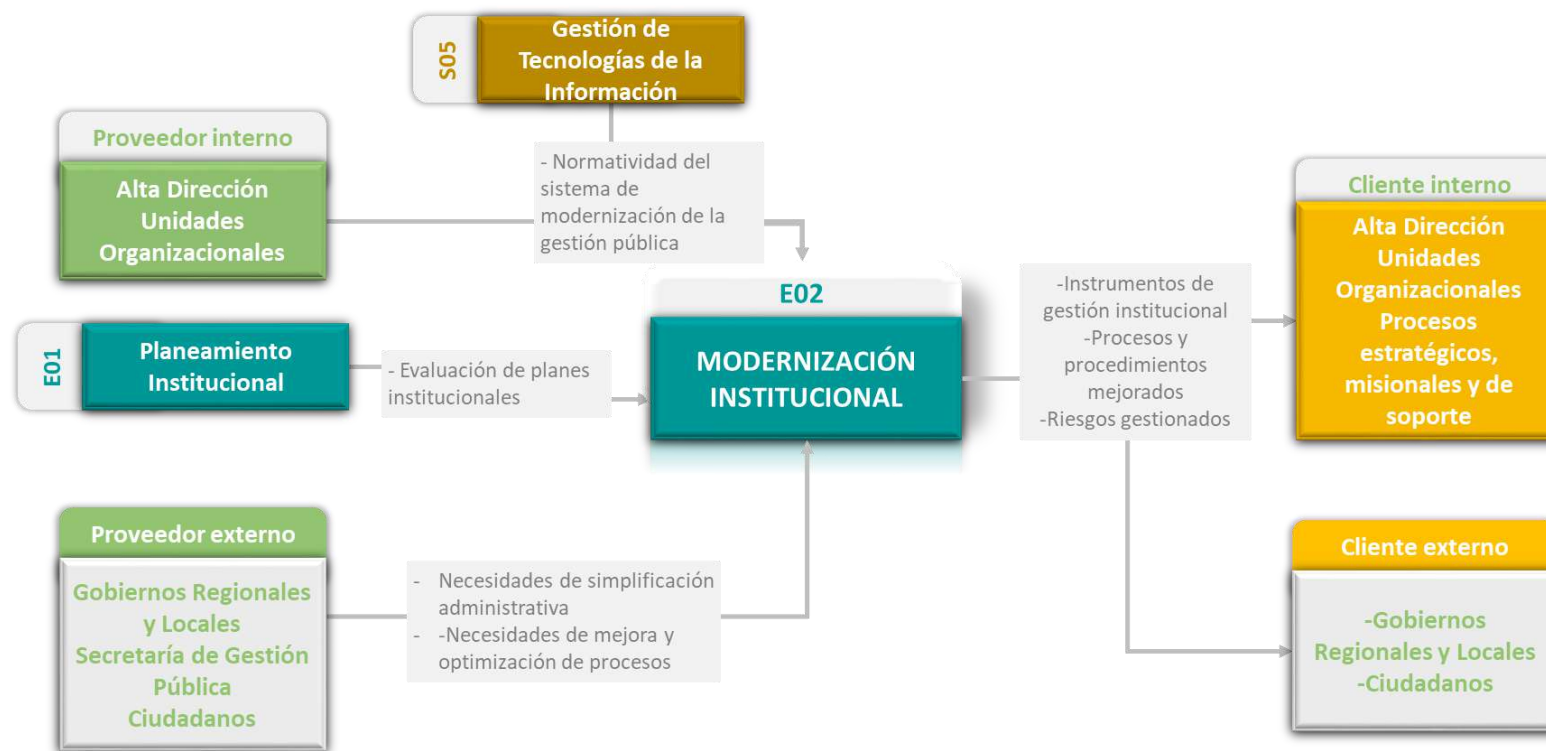 S05
Gestión de
Tecnologías de la
Información
Proveedor interno
Alta Dirección
Unidades
Organizacionales
- Normatividad del
sistema de
modernización de la
gestión pública
E01
Planeamiento
Institucional
- Evaluación de planes
institucionales
E02
MODERNIZACIÓN
INSTITUCIONAL
-Instrumentos de
gestión institucional
-Procesos y
procedimientos
mejorados
-Riesgos gestionados
Cliente interno
Alta Dirección
Unidades
Organizacionales
Procesos
estratégicos,
misionales y de
soporte
Proveedor externo
Gobiernos Regionales
y Locales
Secretaría de Gestión
Pública
Ciudadanos
- Necesidades de simplificación
administrativa
- -Necesidades de mejora y
optimización de procesos
Cliente externo
-Gobiernos
Regionales y Locales
-Ciudadanos